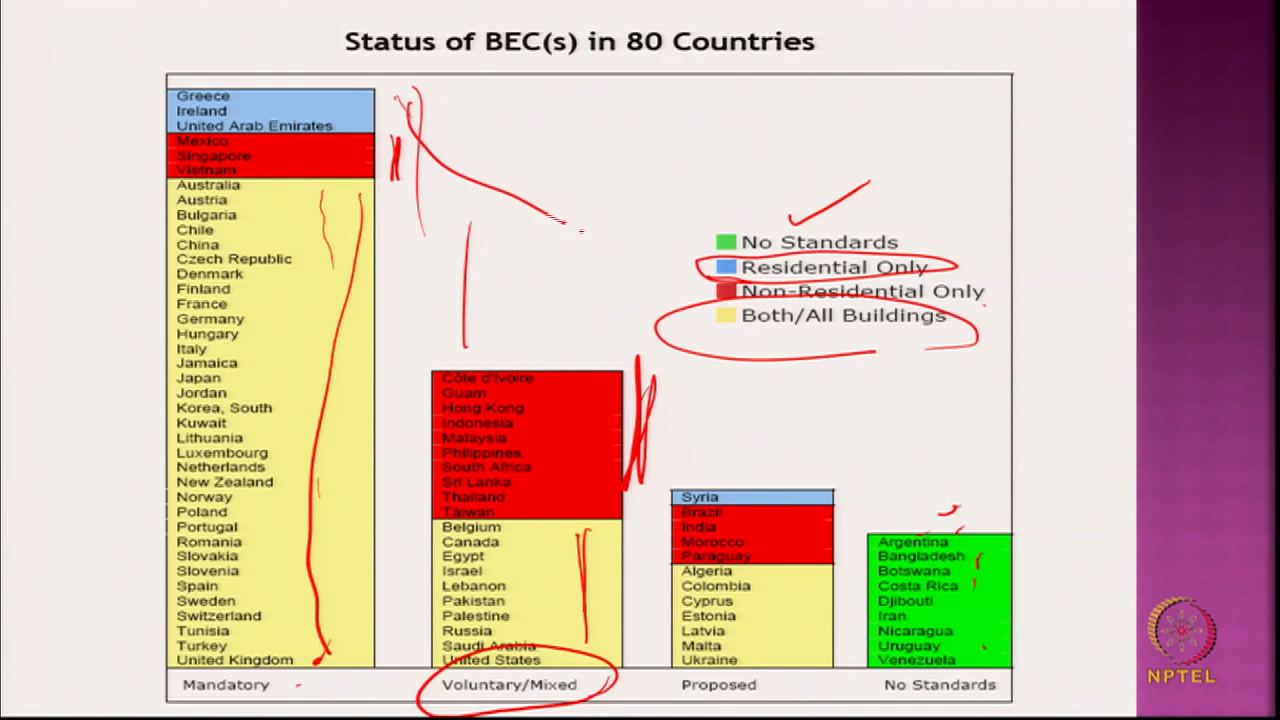 Status of BEC(s) in 80 Countries
Greece
Ireland
United Arab Emirates
Mexico
Singapore
Vietnam
Australia
Austria
Bulgaria
Chile
China
Czech Republic
Denmark
Finland
France
Germany
Hungary
Italy
Jamaica
Japan
Jordan
Korea, South
Kuwait
Lithuania
Luxembourg
Netherlands
New Zealand
Norway
Poland
Portugal
Romania
Slovakia
Slovenia
Spain
Sweden
Switzerland
Tunisia
Turkey
United Kingdom
Mandatory
Côte d'Ivoire
Guam
Hong Kong
Indonesia
Malaysia
Philippines
South Africa
Sri Lanka
Thailand
Taiwan
Belgium
Canada
Egypt
Israel
Lebanon
Pakistan
Palestine
Russia
Saudi Arabia
United States
Voluntary/Mixed
Syria
Brazil
India
Morocco
Paraguay
Algeria
Colombia
Cyprus
Estonia
Latvia
Malta
Ukraine
Proposed
Argentina
Bangladesh
Botswana
Costa Rica
Djibouti
Iran
Nicaragua
Uruguay
Venezuela
No Standards
No Standards
Residential Only
Non-Residential Only
Both/All Buildings
NPTEL